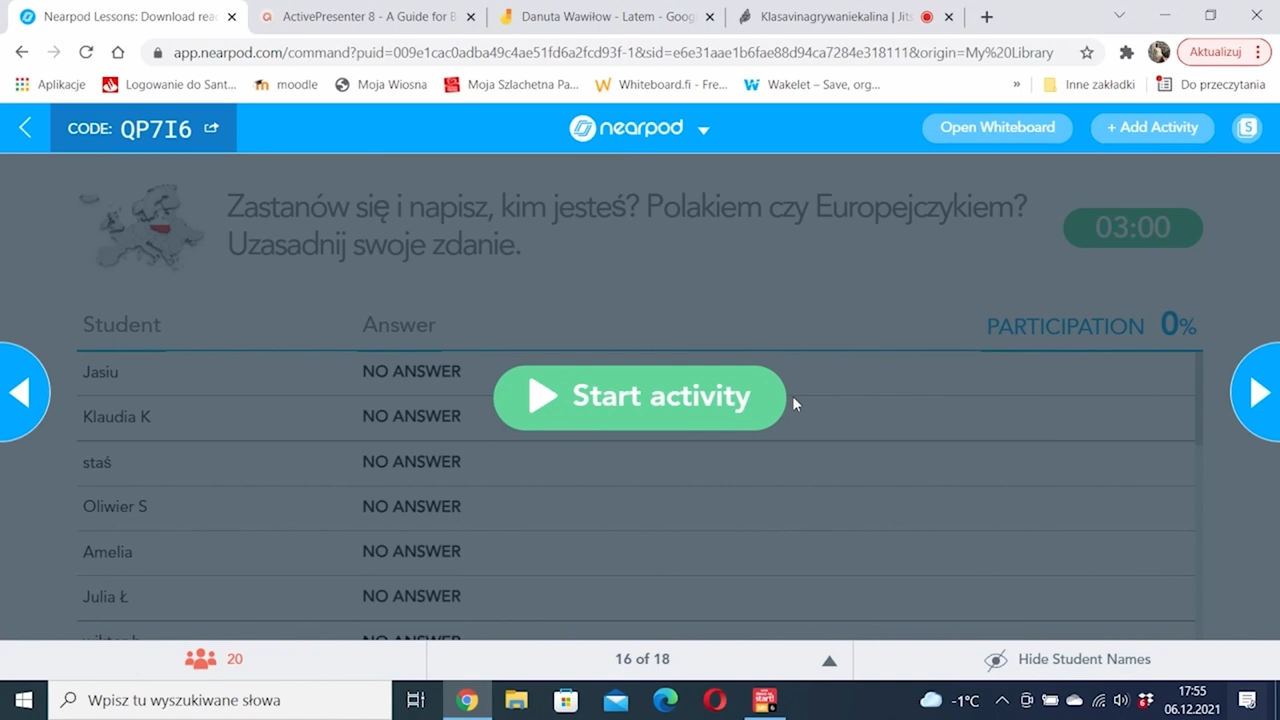 Nearpod Lessons: Download rea
ActivePresenter 8 - A Guide for B
Danuta Wawiłow - Latem - Goog
Klasavinagrywaniekalina | Jits
app.nearpod.com/command?puid=009e1cac0adba49c4ae51fd6a2fcd93f-1&sid=e6e31aae1b6fae88d94ca7284e318111&origin=My%20Library
Aktualizuj
Aplikacje
Logowanie do Sant...
moodle
Moja Wiosna
Moja Szlachetna Pa...
Whiteboard.fi - Fre...
Wakelet – Save, org...
»
Inne zakładki
Do przeczytania
CODE: QP7I6
nearpod
Open Whiteboard
+ Add Activity
S
Zastanów się i napisz, kim jesteś? Polakiem czy Europejczykiem?
Uzasadnij swoje zdanie.
03:00
Student Answer PARTICIPATION 0%
Jasiu NO ANSWER
Start activity
Klaudia K NO ANSWER
staś NO ANSWER
Oliwier S NO ANSWER
Amelia NO ANSWER
Julia Ł NO ANSWER
NO ANSWER
20
16 of 18
Hide Student Names
Wpisz tu wyszukiwane słowa
-1°C
17:55
06.12.2021